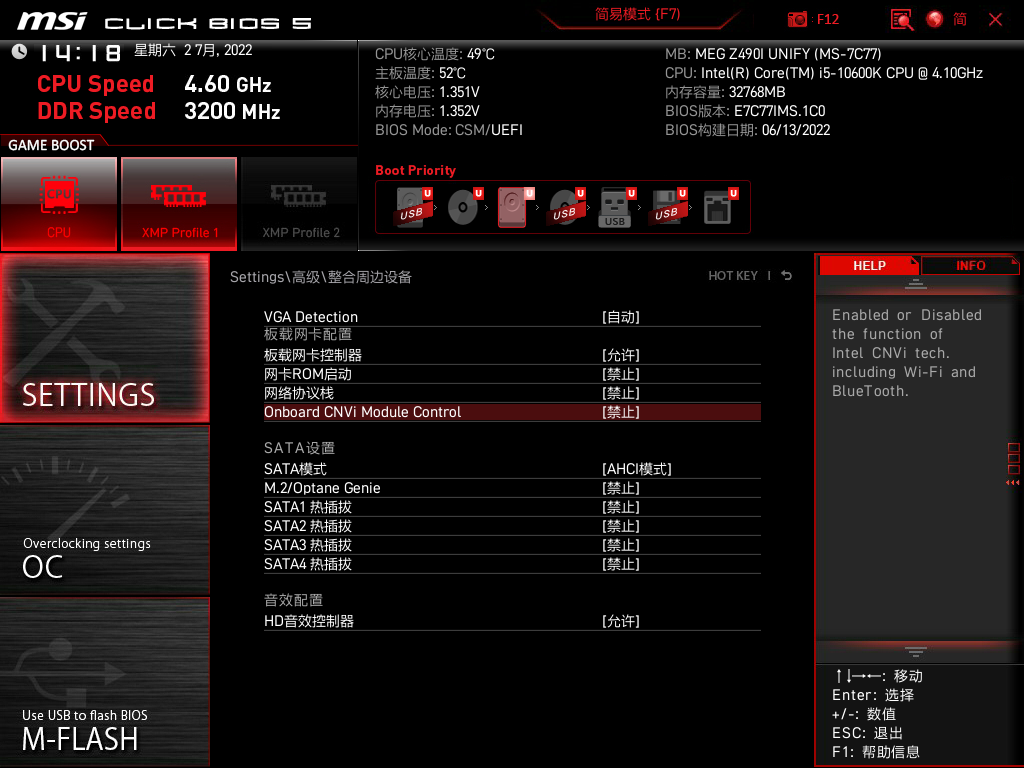 msi CLICK BIOS 5
简易模式 (F7)
: F12
简
14:18 星期六 2 7月, 2022
CPU Speed 4.60 GHz
DDR Speed 3200 MHz
CPU核心温度: 49°C
主板温度: 52°C
核心电压: 1.351V
内存电压: 1.352V
BIOS Mode: CSM/UEFI
MB: MEG Z490I UNIFY (MS-7C77)
CPU: Intel(R) Core(TM) i5-10600K CPU @ 4.10GHz
内存容量: 32768MB
BIOS版本: E7C77IMS.1C0
BIOS构建日期: 06/13/2022
GAME BOOST
CPU
CPU
XMP Profile 1
XMP Profile 2
Boot Priority
U U U U U U U
USB USB USB USB
SETTINGS
Overclocking settings
OC
Use USB to flash BIOS
M-FLASH
Settings\高级\整合周边设备
HOT KEY |
VGA Detection [自动]
板载网卡配置
板载网卡控制器 [允许]
网卡ROM启动 [禁止]
网络协议栈 [禁止]
Onboard CNVi Module Control [禁止]
SATA设置
SATA模式 [AHCI模式]
M.2/Optane Genie [禁止]
SATA1 热插拔 [禁止]
SATA2 热插拔 [禁止]
SATA3 热插拔 [禁止]
SATA4 热插拔 [禁止]
音效配置
HD音效控制器 [允许]
HELP INFO
Enabled or Disabled
the function of
Intel CNVi tech.
including Wi-Fi and
BlueTooth.
↑↓→←: 移动
Enter: 选择
+/-: 数值
ESC: 退出
F1: 帮助信息